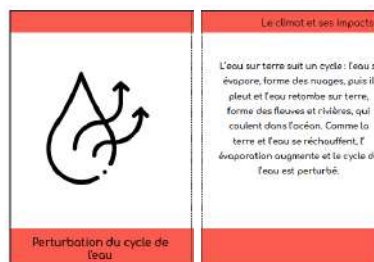 Perturbation du cycle de
l'eau
Le climat et ses impacts
L'eau sur terre suit un cycle : l'eau s
évapore, forme des nuages, puis il
pleut et l'eau retombe sur terre,
forme des fleuves et rivières, qui
coulent dans l'océan. Comme la
terre et l'eau se réchauffent, l'
évaporation augmente et le cycle d
l'eau est perturbé.